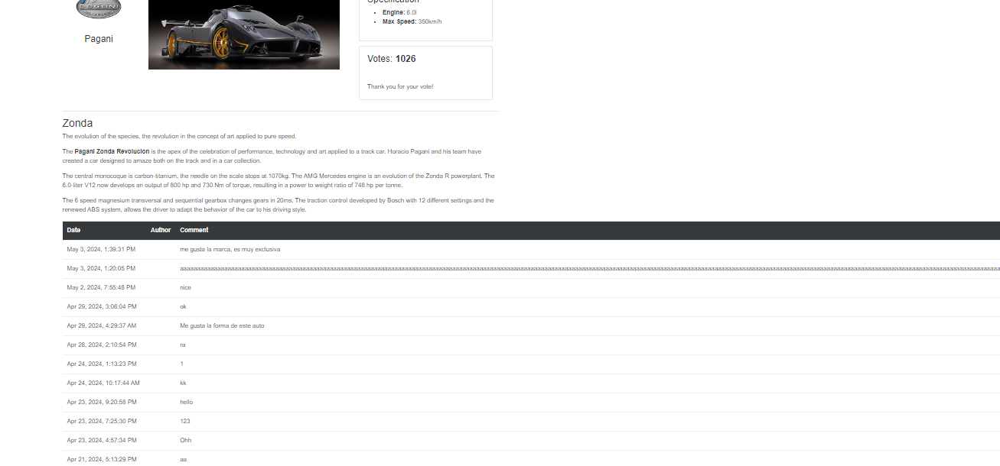 PAGANI
Specification
Engine: 6.0l
Max Speed: 350km/h
Pagani
Votes: 1026
Thank you for your vote!
Zonda
The evolution of the species, the revolution in the concept of art applied to pure speed.
The Pagani Zonda Revolucion is the apex of the celebration of performance, technology and art applied to a track car. Horacio Pagani and his team have
created a car designed to amaze both on the track and in a car collection.
The central monocoque is carbon-titanium, the needle on the scale stops at 1070kg. The AMG Mercedes engine is an evolution of the Zonda R powerplant. The
6.0-liter V12 now develops an output of 800 hp and 730 Nm of torque, resulting in a power to weight ratio of 748 hp per tonne.
The 6 speed magnesium transversal and sequential gearbox changes gears in 20ms. The traction control developed by Bosch with 12 different settings and the
renewed ABS system, allows the driver to adapt the behavior of the car to his driving style.
Date Author Comment
May 3, 2024, 1:39:31 PM me gusta la marca, es muy exclusiva
May 3, 2024, 1:20:05 PM
May 2, 2024, 7:55:48 PM nice
Apr 29, 2024, 3:06:04 PM ok
Apr 29, 2024, 4:29:37 AM Me gusta la forma de este auto
Apr 28, 2024, 2:10:54 PM ra
Apr 24, 2024, 1:13:23 PM 1
Apr 24, 2024, 10:17:44 AM kk
Apr 23, 2024, 9:20:58 PM hello
Apr 23, 2024, 7:25:30 PM 123
Apr 23, 2024, 4:57:34 PM Ohh
Apr 21, 2024, 5:13:29 PM aa